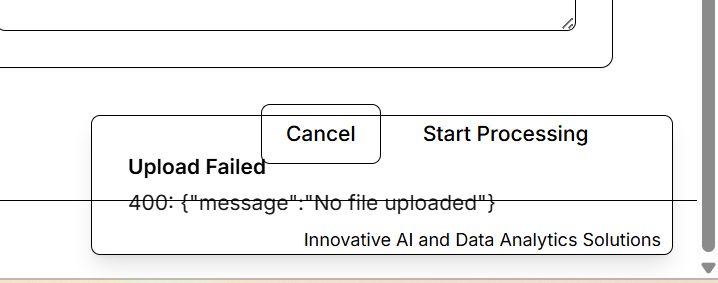 Cancel
Start Processing
Upload Failed
400: {"message":"No file uploaded"}
Innovative AI and Data Analytics Solutions